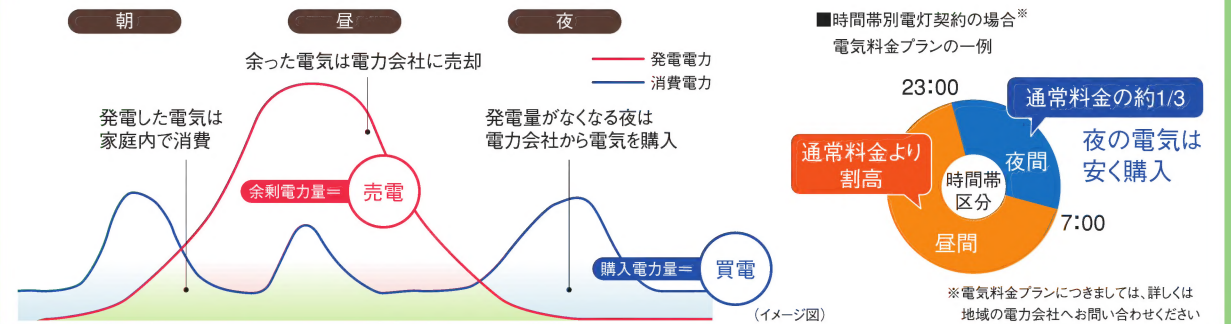 朝
昼
夜
余った電気は電力会社に売却
発電電力
消費電力
発電した電気は
家庭内で消費
発電量がなくなる夜は
電力会社から電気を購入
余剰電力量＝
売電
購入電力量＝
買電
（イメージ図）
■時間帯別電灯契約の場合※
電気料金プランの一例
23：00
通常料金の約1/3
夜の電気は
安く購入
通常料金より
割高
夜間
時間帯
区分
7：00
昼間
※電気料金プランにつきましては、詳しくは
地域の電力会社へお問い合わせください